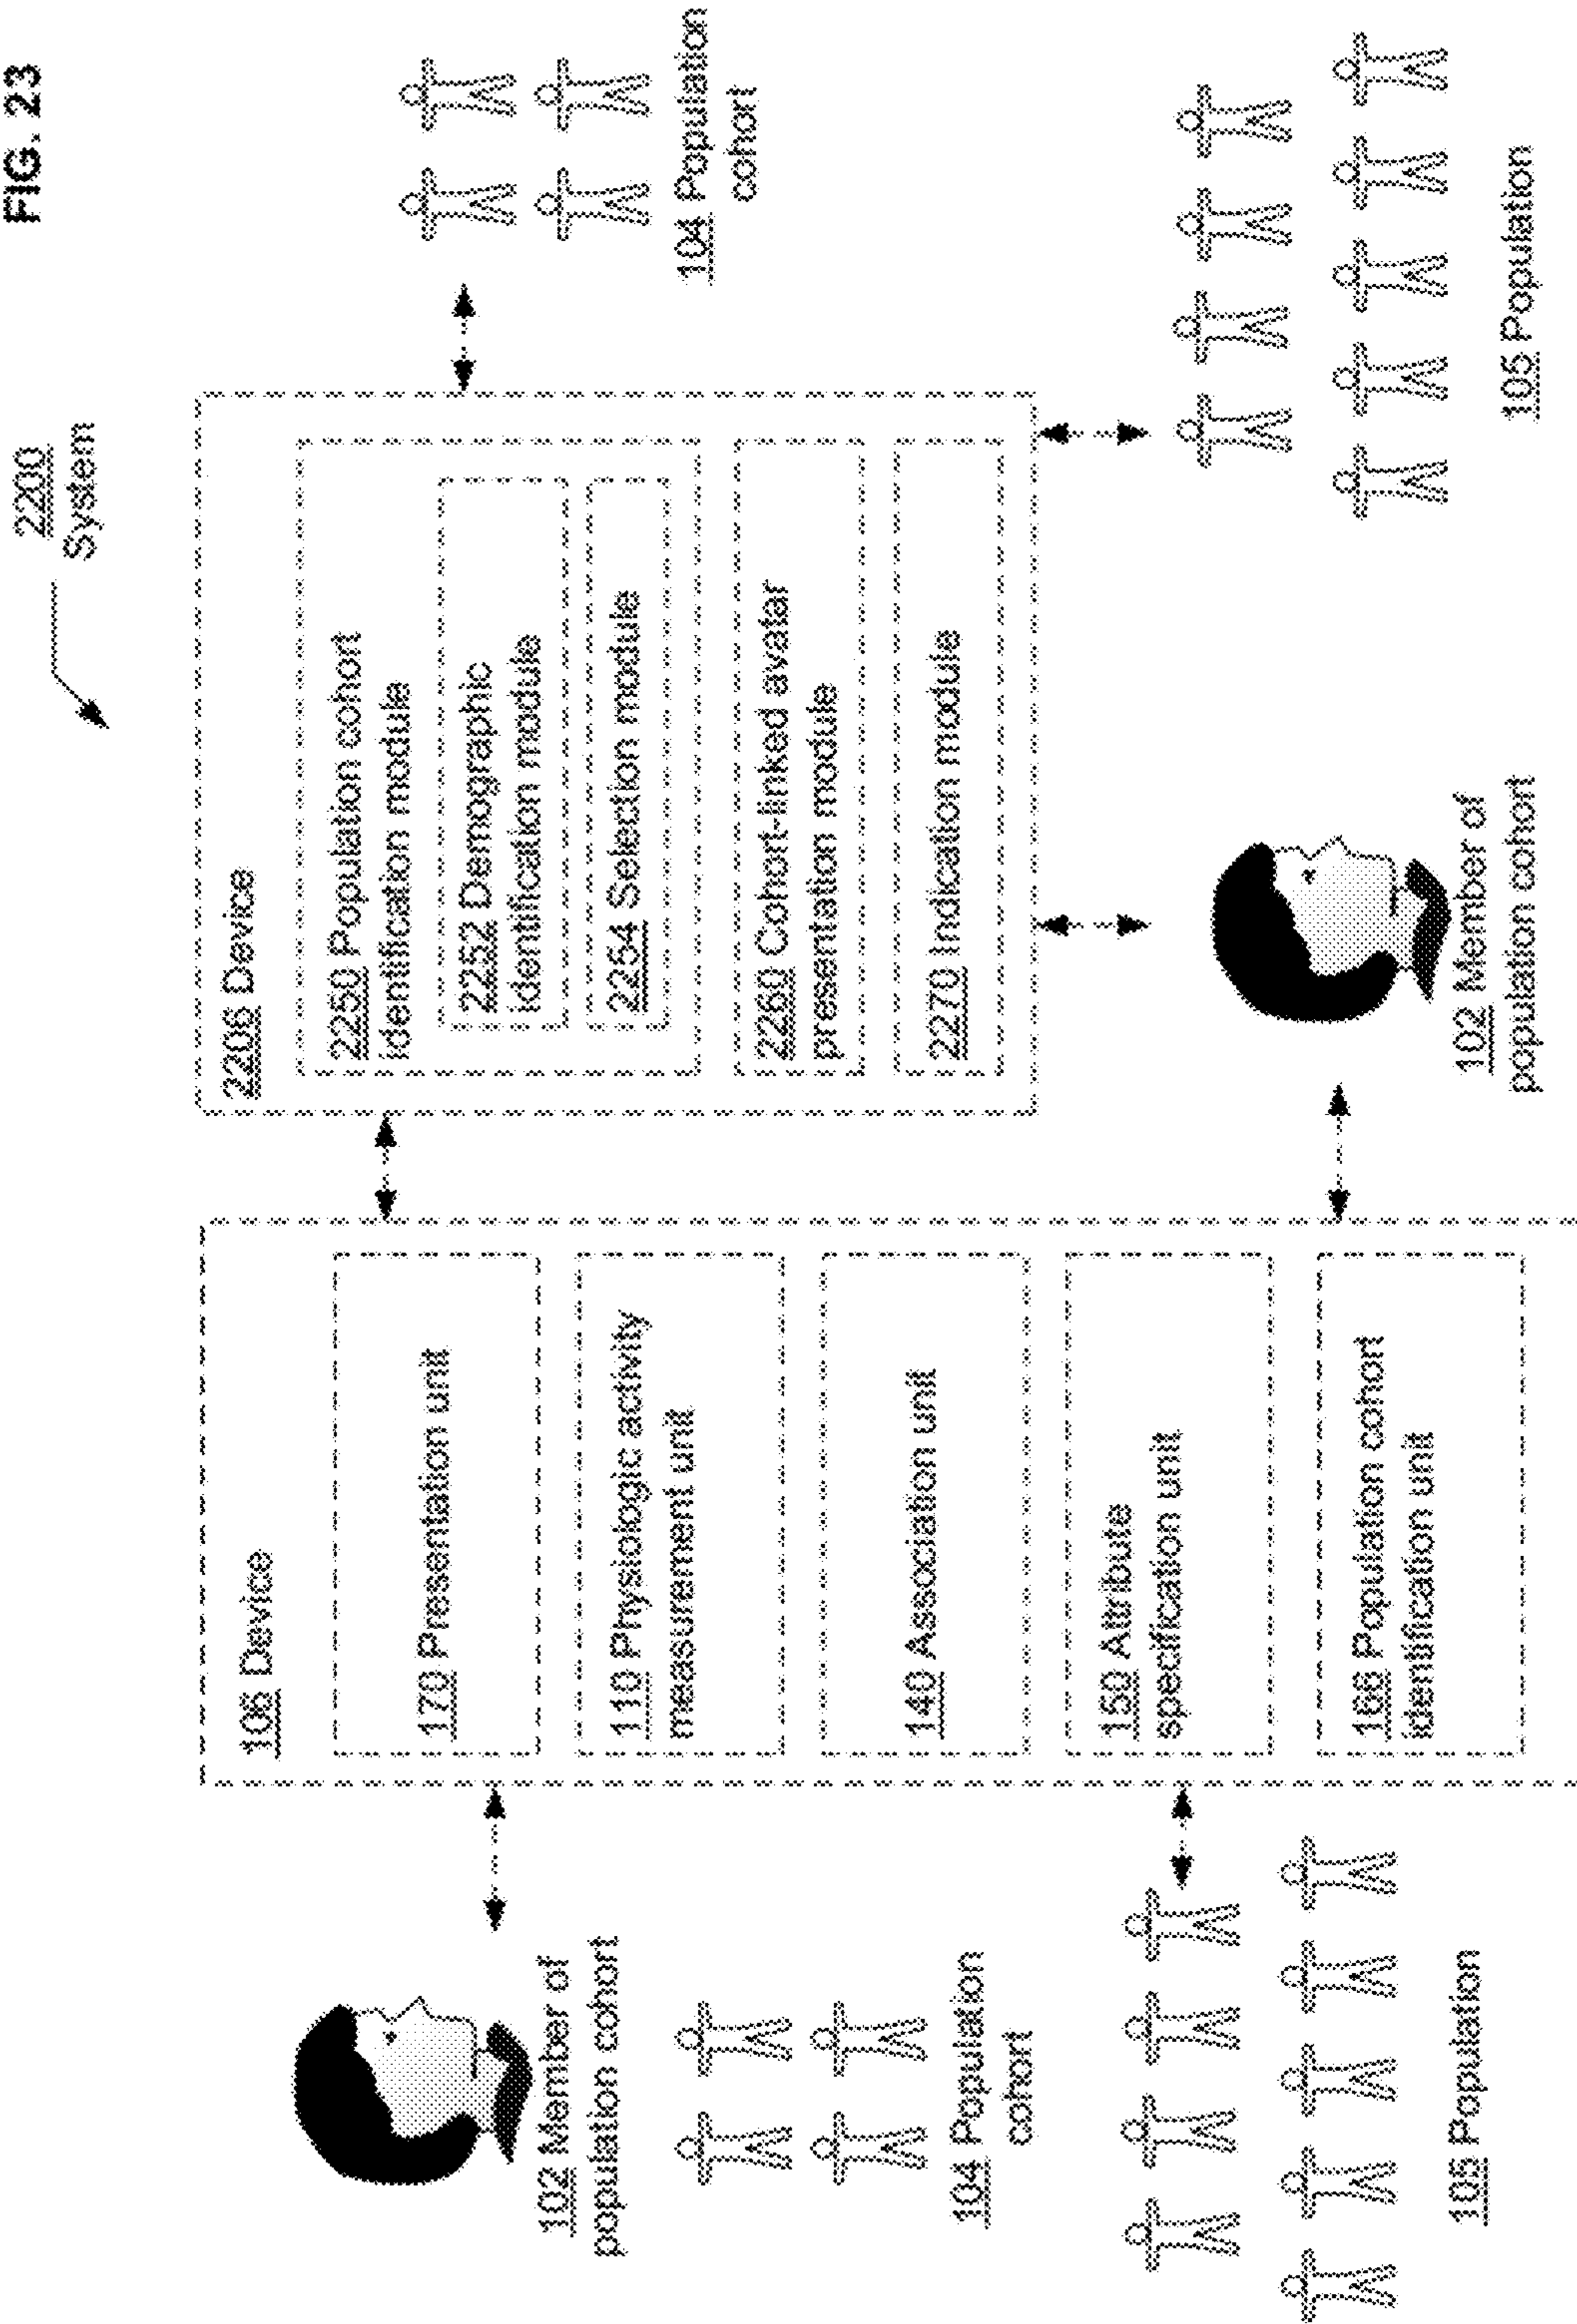 FIG. 23
2200
System
102 Member of
population cohort
104 Population
cohort
105 Population
106 Device
170 Presentation unit
110 Physiologic activity
measurement unit
140 Association unit
150 Attribute
specification unit
166 Population cohort
identification unit
2206 Device
2250 Population cohort
identification module
2252 Demographic
identification module
2254 Selection module
2260 Cohort-linked avatar
presentation module
2270 Indication module
102 Member of
population cohort
104 Population
cohort
105 Population